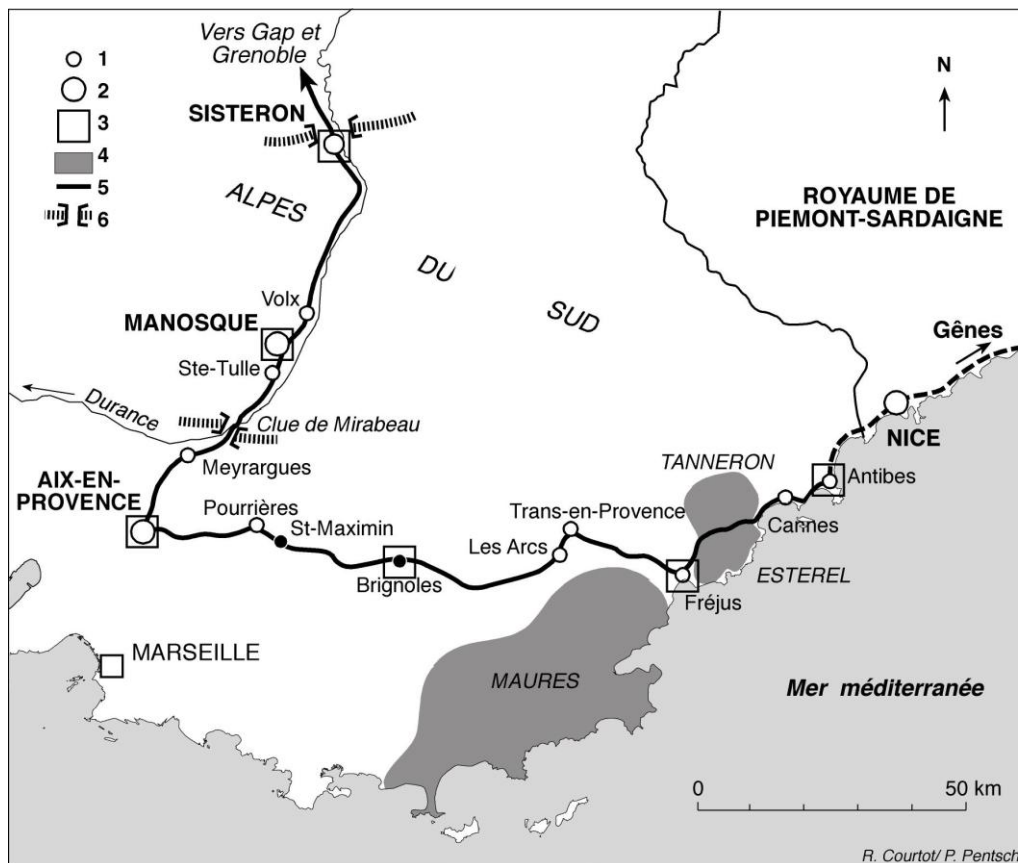 Vers Gap et
Grenoble
SISTERON
1
2
3
4
5
6
N
ALPES
DU
SUD
ROYAUME DE
PIEMONT-SARDAIGNE
Volx
MANOSQUE
Ste-Tulle
Durance
Clue de Mirabeau
Gênes
NICE
Meyrargues
AIX-EN-
PROVENCE
Pourrières
St-Maximin
Brignoles
Trans-en-Provence
Les Arcs
TANNERON
Antibes
Cannes
ESTEREL
Fréjus
MARSEILLE
MAURES
Mer méditerranée
0 50 km
R. Courtot/ P. Pentsch